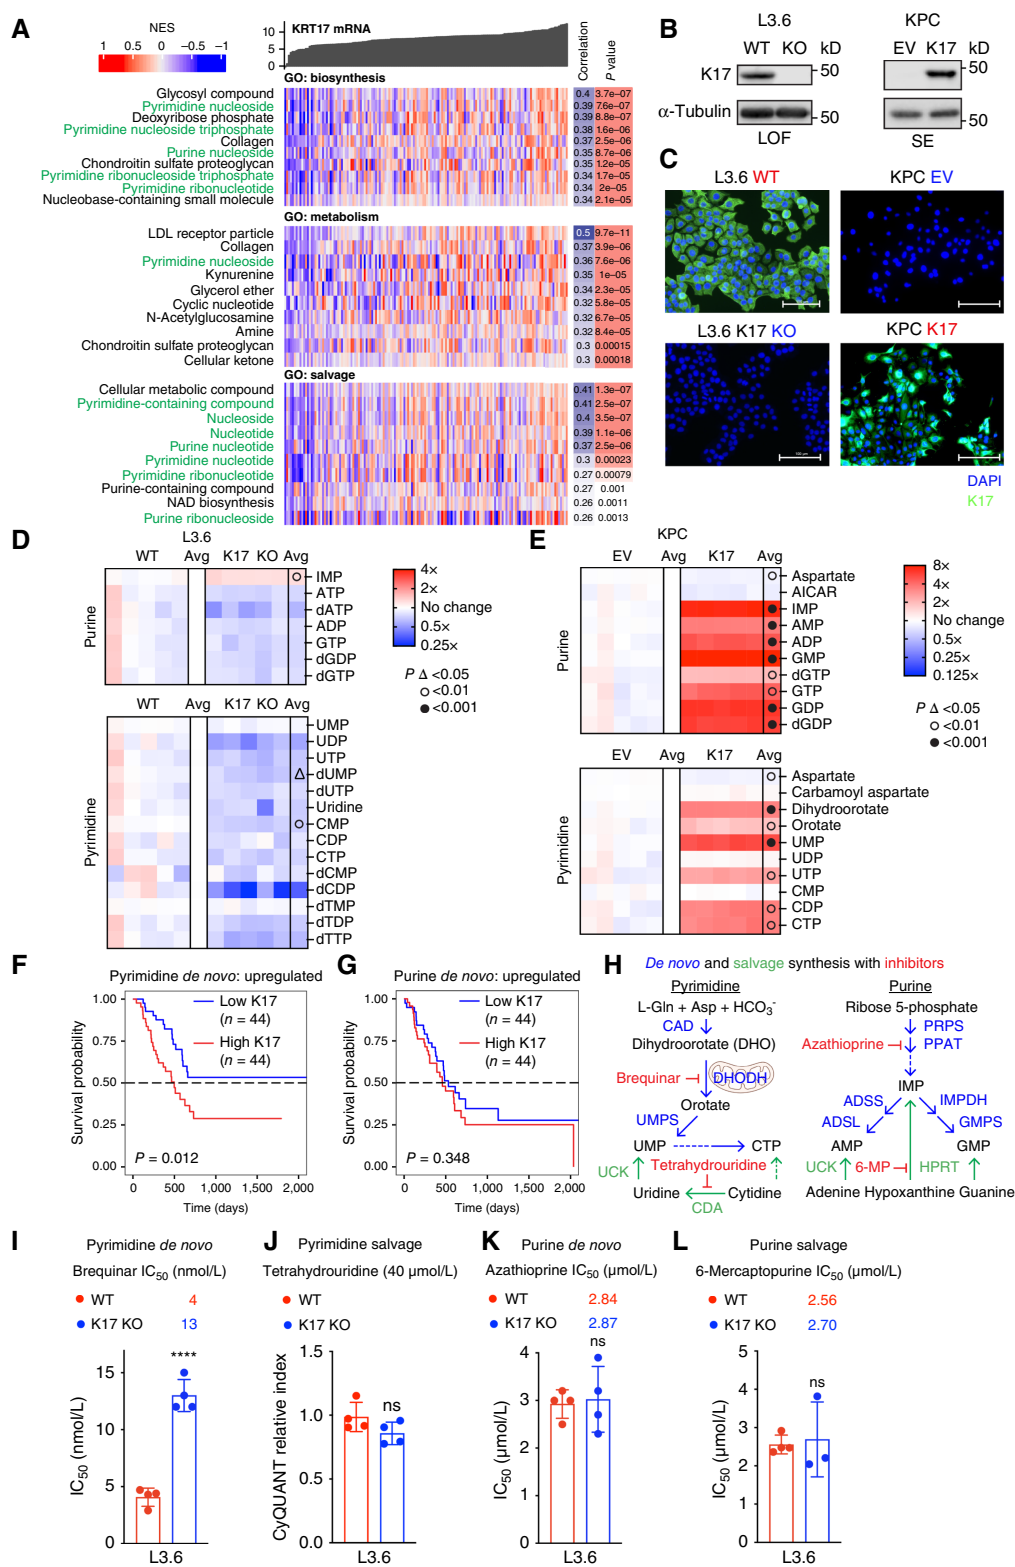 A
NES
1 0.5 0 −0.5 −1
KRT17 mRNA
10
5
0
Correlation
P value
GO: biosynthesis
Glycosyl compound 0.4 3.7e–07
Pyrimidine nucleoside 0.39 7.6e–07
Deoxyribose phosphate 0.39 8.8e–07
Pyrimidine nucleoside triphosphate 0.38 1.6e–06
Collagen 0.37 2.5e–06
Purine nucleoside 0.35 8.7e–06
Chondroitin sulfate proteoglycan 0.35 1.2e–05
Pyrimidine ribonucleoside triphosphate 0.34 1.7e–05
Pyrimidine ribonucleotide 0.34 2e–05
Nucleobase-containing small molecule 0.34 2.1e–05
GO: metabolism
LDL receptor particle 0.5 9.7e–11
Collagen 0.37 3.9e–06
Pyrimidine nucleoside 0.36 7.6e–06
Kynurenine 0.35 1e–05
Glycerol ether 0.34 2.3e–05
Cyclic nucleotide 0.32 5.8e–05
N-Acetylglucosamine 0.32 6.7e–05
Amine 0.32 8.4e–05
Chondroitin sulfate proteoglycan 0.3 0.00015
Cellular ketone 0.3 0.00018
GO: salvage
Cellular metabolic compound 0.41 1.3e–07
Pyrimidine-containing compound 0.41 2.5e–07
Nucleoside 0.4 3.5e–07
Nucleotide 0.39 1.1e–06
Purine nucleotide 0.37 2.5e–06
Pyrimidine nucleotide 0.3 0.00023
Pyrimidine ribonucleotide 0.27 0.00079
Purine-containing compound 0.27 0.001
NAD biosynthesis 0.26 0.0011
Purine ribonucleoside 0.26 0.0013
B
L3.6 KPC
WT KO kD EV K17 kD
K17 50 50
α-Tubulin 50 50
LOF SE
C
L3.6 WT KPC EV
L3.6 K17 KO KPC K17
DAPI
K17
D
L3.6
WT Avg K17 KO Avg
Purine
IMP
ATP
dATP
ADP
GTP
dGDP
dGTP
4×
2×
No change
0.5×
0.25×
P Δ <0.05
○ <0.01
● <0.001
WT Avg K17 KO Avg
Pyrimidine
UMP
UDP
UTP
dUMP
dUTP
Uridine
CMP
CDP
CTP
dCMP
dCDP
dTMP
dTDP
dTTP
E
KPC
EV Avg K17 Avg
Purine
Aspartate
AICAR
IMP
AMP
ADP
GMP
dGTP
GTP
GDP
dGDP
8×
4×
2×
No change
0.5×
0.25×
0.125×
P Δ <0.05
○ <0.01
● <0.001
EV Avg K17 Avg
Pyrimidine
Aspartate
Carbamoyl aspartate
Dihydroorotate
Orotate
UMP
UDP
UTP
CMP
CDP
CTP
F
Pyrimidine de novo: upregulated
Survival probability
1.00
0.75
0.50
0.25
0.00
Low K17
(n = 44)
High K17
(n = 44)
P = 0.012
0 500 1,000 1,500 2,000
Time (days)
G
Purine de novo: upregulated
Survival probability
1.00
0.75
0.50
0.25
0.00
Low K17
(n = 44)
High K17
(n = 44)
P = 0.348
0 500 1,000 1,500 2,000
Time (days)
H
De novo and salvage synthesis with inhibitors
Pyrimidine
L-Gln + Asp + HCO3-
CAD
Dihydroorotate (DHO)
Brequinar DHODH
Orotate
UMPS
UMP CTP
Tetrahydrouridine
UCK
Uridine Cytidine
CDA
Purine
Ribose 5-phosphate
PRPS
Azathioprine PPAT
IMP
ADSS IMPDH
ADSL GMPS
AMP GMP
UCK 6-MP HPRT
Adenine Hypoxanthine Guanine
I
Pyrimidine de novo
Brequinar IC50 (nmol/L)
WT 4
K17 KO 13
****
IC50 (nmol/L)
15
10
5
0
L3.6
J
Pyrimidine salvage
Tetrahydrouridine (40 μmol/L)
WT
K17 KO
ns
CyQUANT relative index
1.5
1.0
0.5
0.0
L3.6
K
Purine de novo
Azathioprine IC50 (μmol/L)
WT 2.84
K17 KO 2.87
ns
IC50 (μmol/L)
4
3
2
1
0
L3.6
L
Purine salvage
6-Mercaptopurine IC50 (μmol/L)
WT 2.56
K17 KO 2.70
ns
IC50 (μmol/L)
5
4
3
2
1
0
L3.6